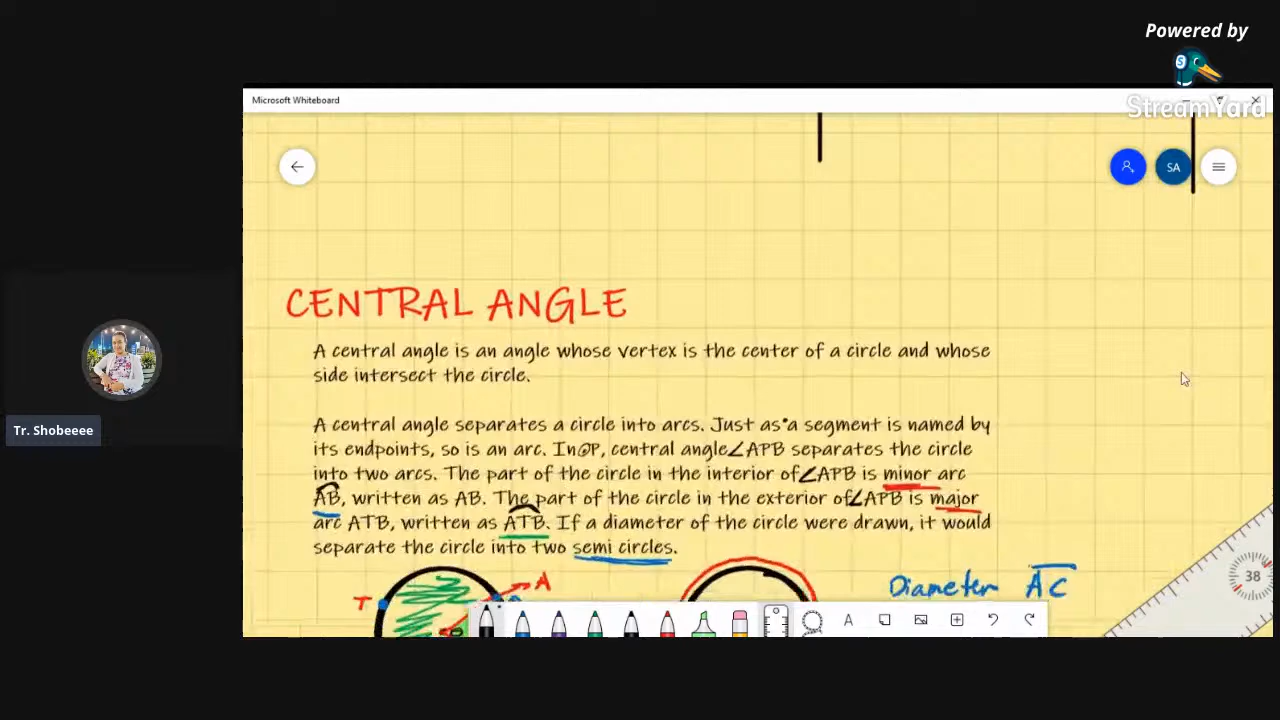 Powered by
StreamYard
Microsoft Whiteboard
SA
CENTRAL ANGLE
A central angle is an angle whose vertex is the center of a circle and whose
side intersect the circle.
A central angle separates a circle into arcs. Just as a segment is named by
its endpoints, so is an arc. In⊙P, central angle∠APB separates the circle
into two arcs. The part of the circle in the interior of∠APB is minor arc
AB, written as AB. The part of the circle in the exterior of∠APB is major
arc ATB, written as ATB. If a diameter of the circle were drawn, it would
separate the circle into two semi circles.
T
A
Diameter AC
38
A
Tr. Shobeeee